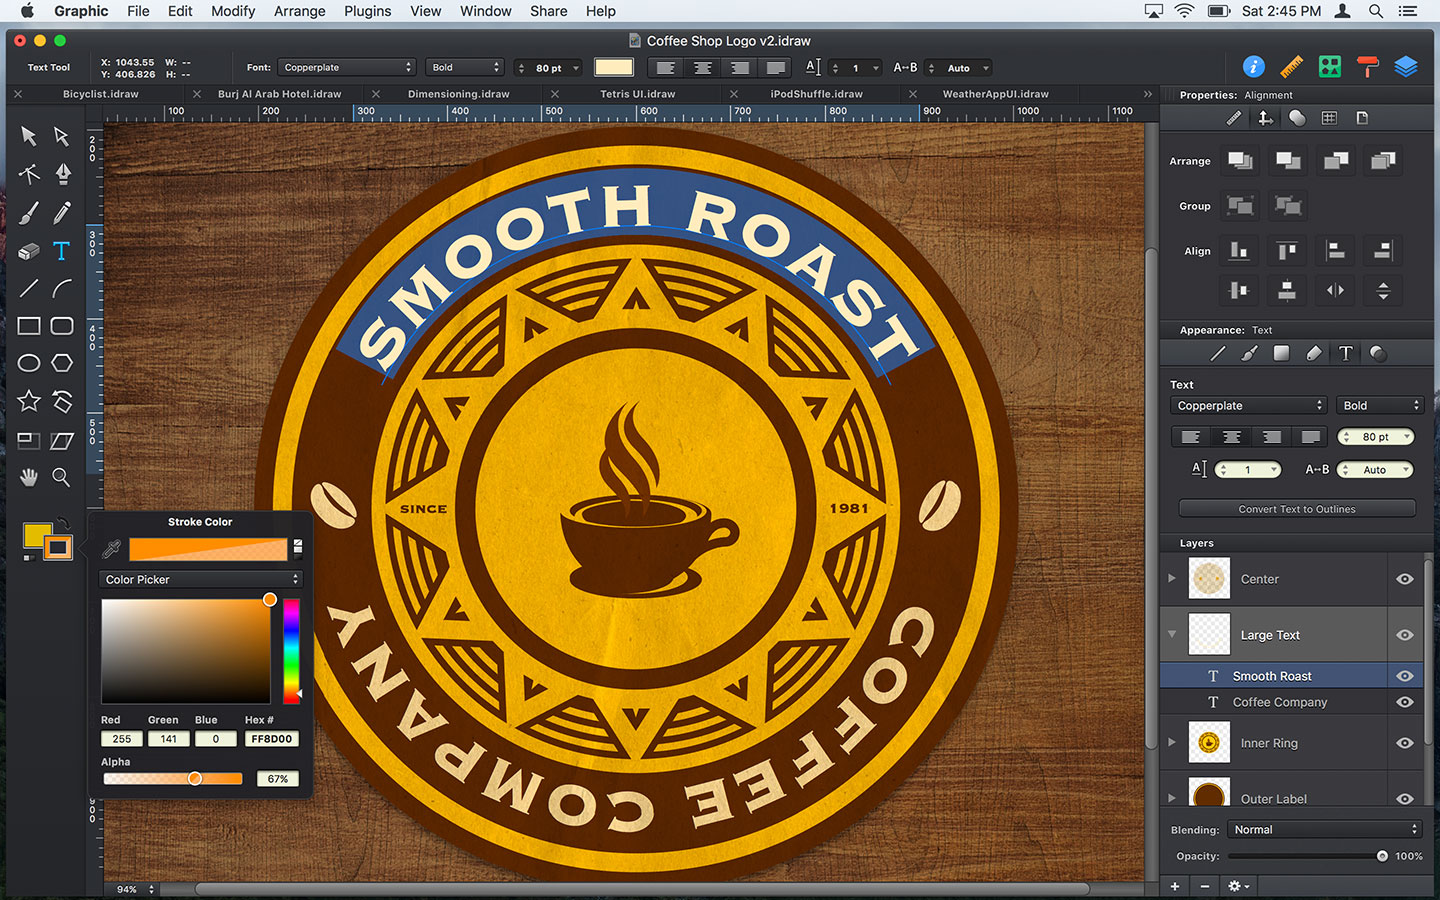 Graphic File Edit Modify Arrange Plugins View Window Share Help Sat 2:45 PM
Coffee Shop Logo v2.idraw
Text Tool X: 1043.55 W: -- Font: Copperplate Bold 80 pt 1 A↔B Auto
Y: 406.826 H: --
Bicyclist.idraw Burj Al Arab Hotel.idraw Dimensioning.idraw Tetris UI.idraw iPodShuffle.idraw WeatherAppUI.idraw »
100 200 300 400 500 600 700 800 900 1000 1100
200
300
400
500
900
SMOOTH ROAST
SINCE
1981
COFFEE COMPANY
Stroke Color
Color Picker
Red Green Blue Hex #
255 141 0 FF8D00
Alpha
67%
94%
Properties: Alignment
Arrange
Group
Align
Appearance: Text
Text
Copperplate Bold
80 pt
A 1 A↔B Auto
Convert Text to Outlines
Layers
Center
Large Text
T Smooth Roast
T Coffee Company
Inner Ring
Outer Label
Blending: Normal
Opacity: 100%